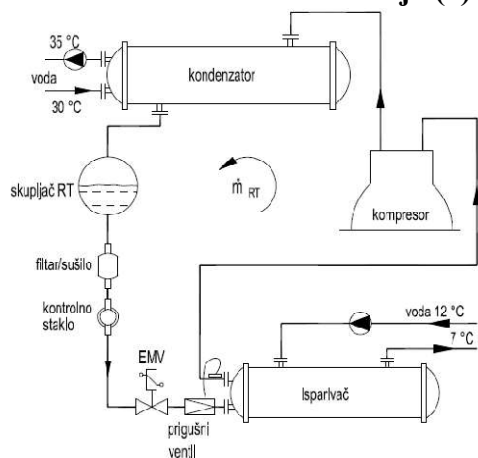 35 °C
voda
30 °C
kondenzator
skupljač RT
ṁ RT
kompresor
filtar/sušilo
kontrolno
staklo
EMV
prigušni
ventil
voda 12 °C
7 °C
Isparivač